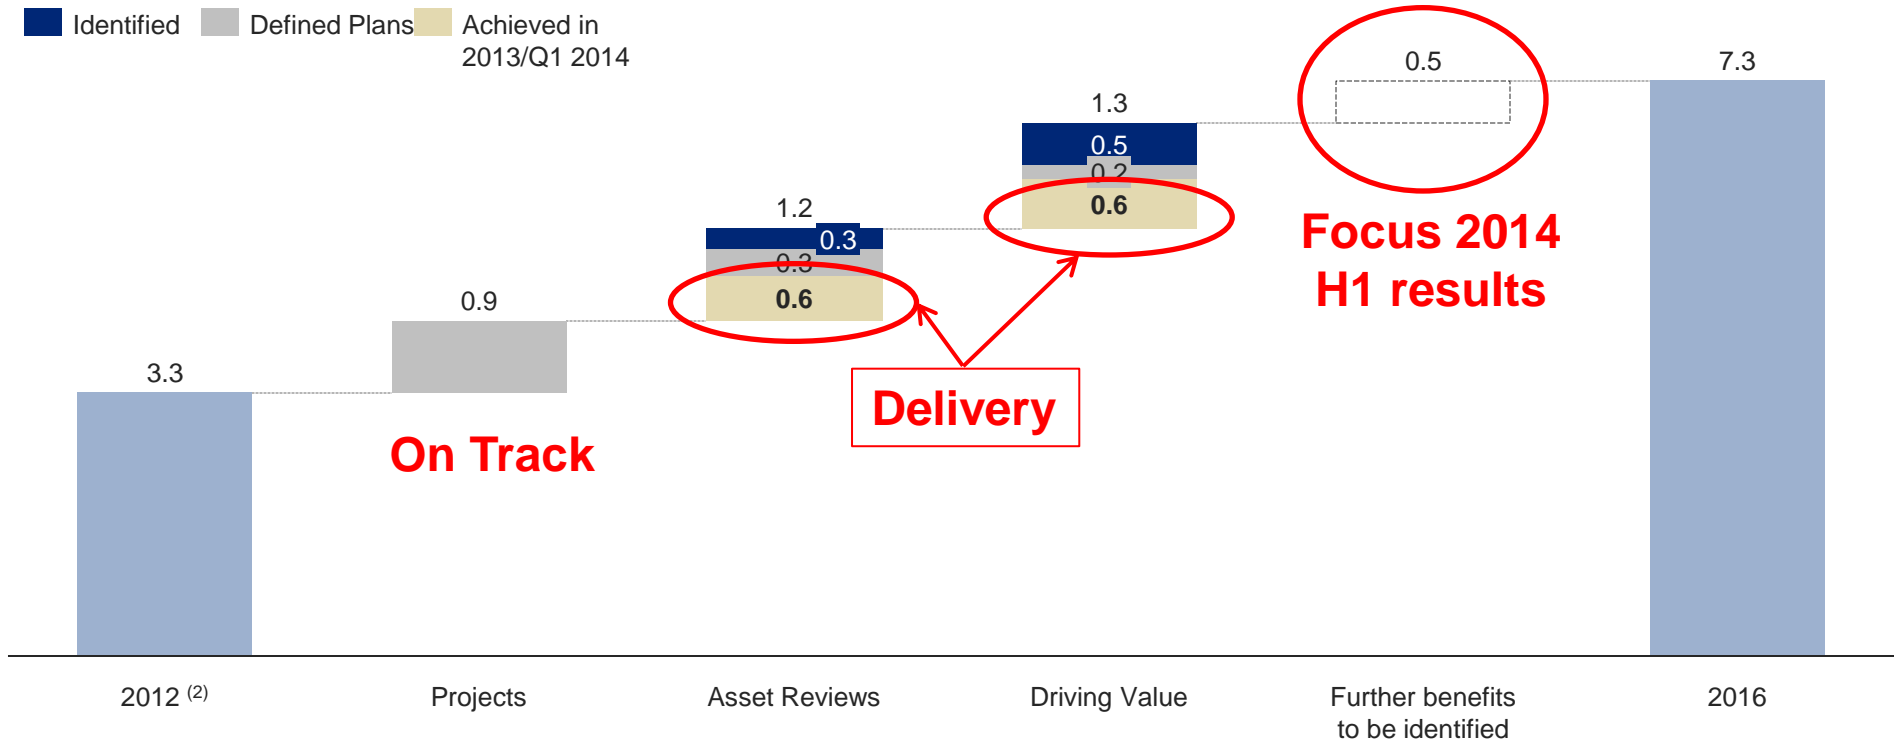 Identified
Defined Plans
Achieved in
2013/Q1 2014
0.5
7.3
1.3
0.5
0.2
0.6
1.2
0.3
0.3
0.6
Focus 2014
H1 results
0.9
3.3
Delivery
On Track
2012 (2)
Projects
Asset Reviews
Driving Value
Further benefits
to be identified
2016